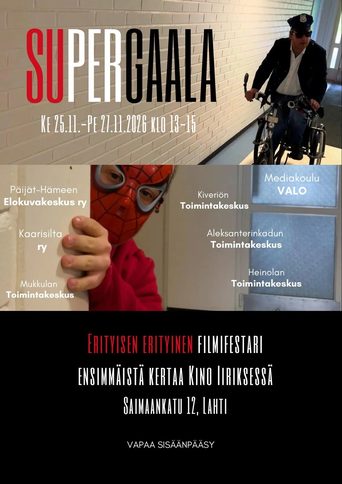 SUPERGAALA
Ke 25.11.-Pe 27.11.2026 klo 13-15
Päijät-Hämeen
Elokuvakeskus ry
Kaarisilta
ry
Mukkulan
Toimintakeskus
Mediakoulu
VALO
Kiveriön
Toimintakeskus
Aleksanterinkadun
Toimintakeskus
Heinolan
Toimintakeskus
Erityisen erityinen filmifestari
ensimmäistä kertaa Kino Iiriksessä
Saimaankatu 12, Lahti
VAPAA SISÄÄNPÄÄSY